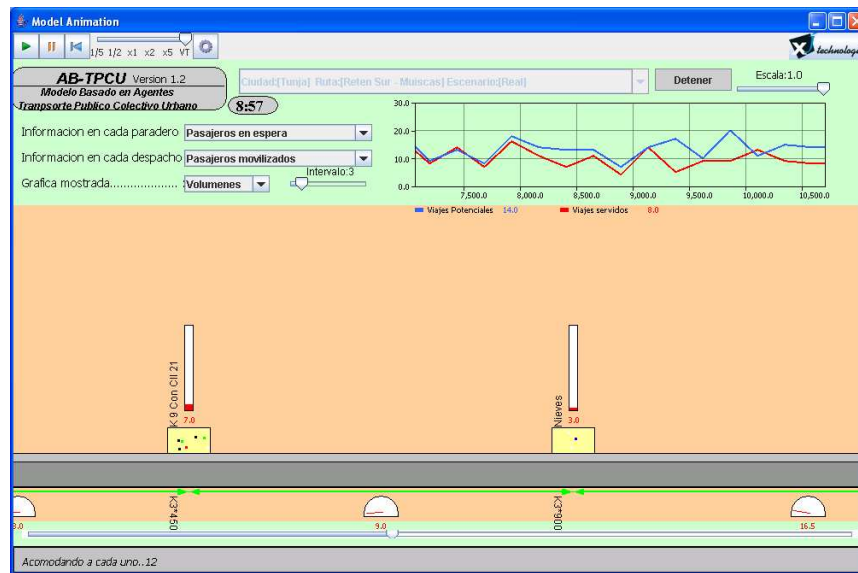 Model Animation
1/5 1/2 x1 x2 x5 VT
X technologies
AB-TPCU Version 1.2
Modelo Basado en Agentes
Transporte Publico Colectivo Urbano
8:57
Ciudad:[Tunja] Ruta:[Reten Sur - Muiscas] Escenario:[Real]
Detener
Escala:1.0
Informacion en cada paradero
Pasajeros en espera
Informacion en cada despacho
Pasajeros movilizados
Grafica mostrada.................... :
Volumenes
Intervalo:3
30.0
20.0
10.0
0.0
7,500.0 8,000.0 8,500.0 9,000.0 9,500.0 10,000.0 10,500.0
Viajes Potenciales 14.0 Viajes servidos 8.0
K 9 Con Cll 21
7.0
Nieves
3.0
K3*450
K3*900
9.0
16.5
Acomodando a cada uno..12